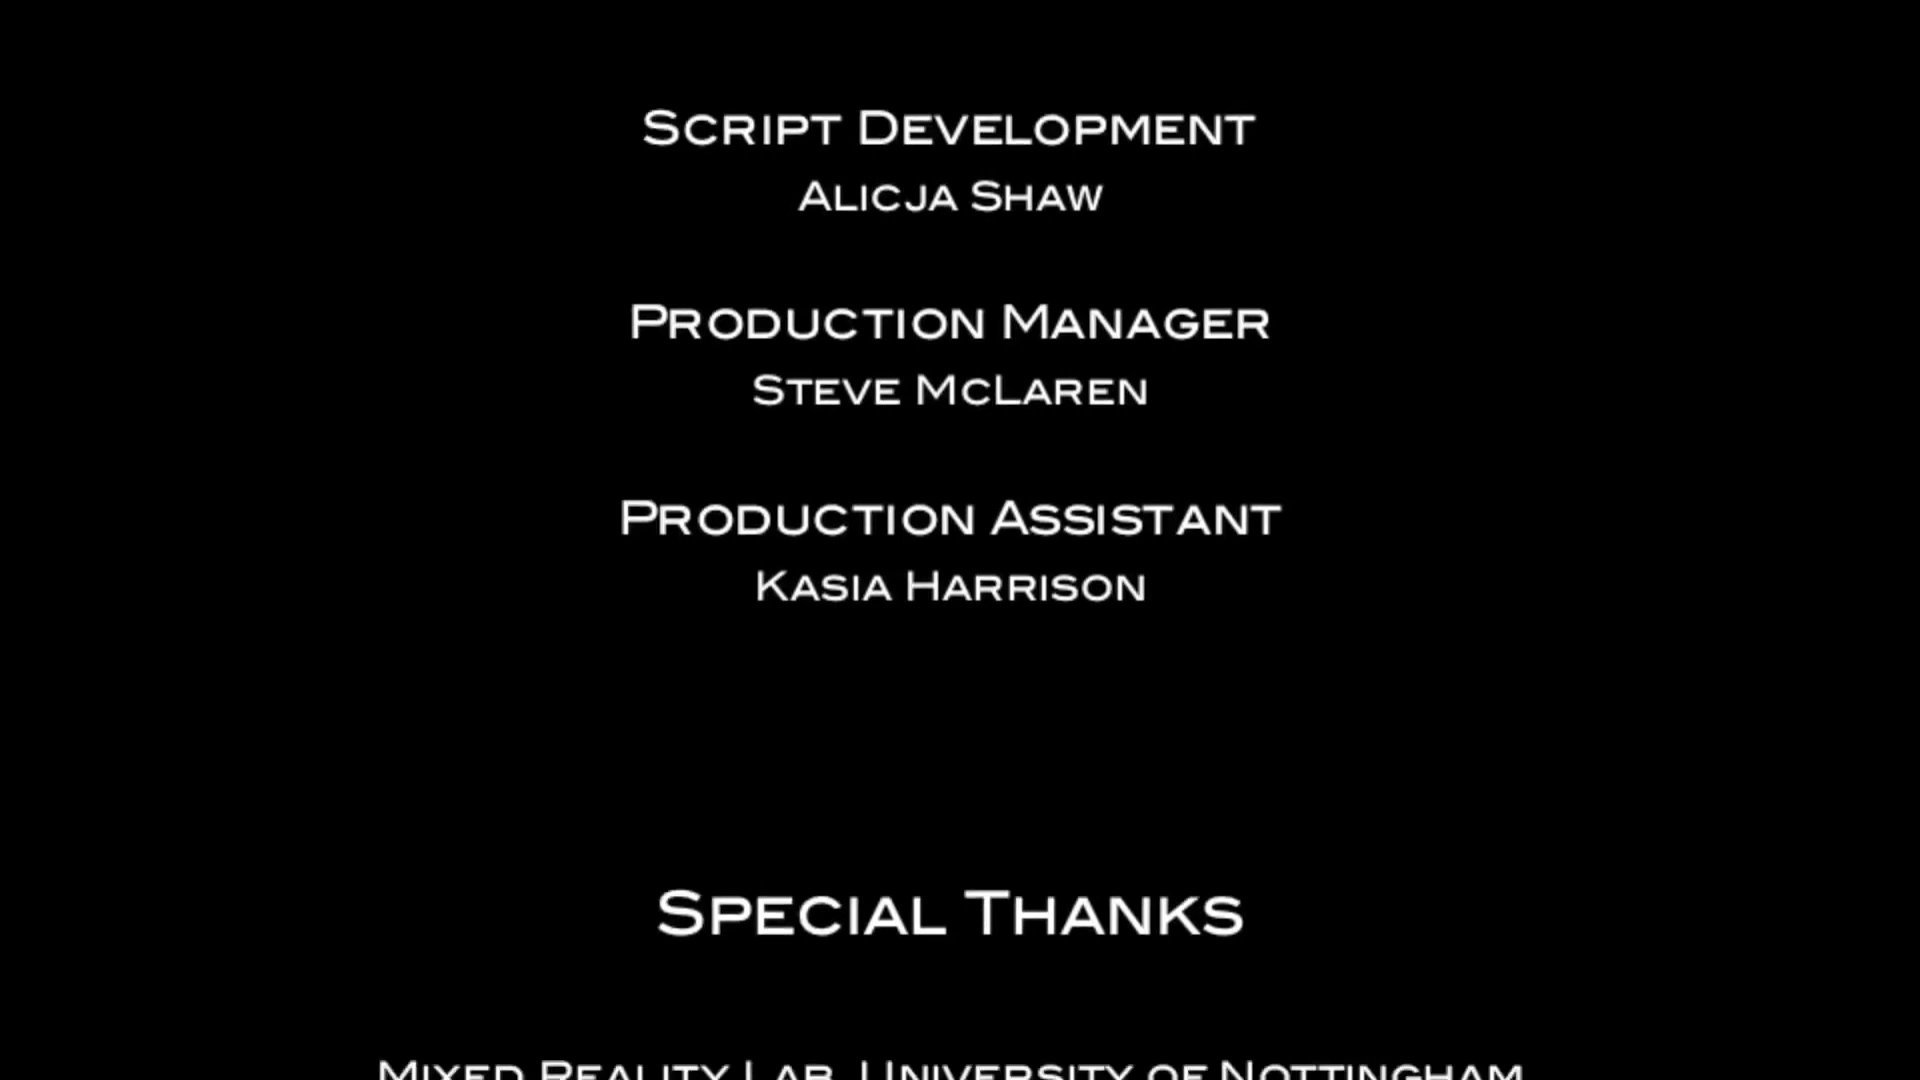 Script Development
Alicja Shaw
Production Manager
Steve McLaren
Production Assistant
Kasia Harrison
Special Thanks
Mixed Reality Lab, University of Nottingham